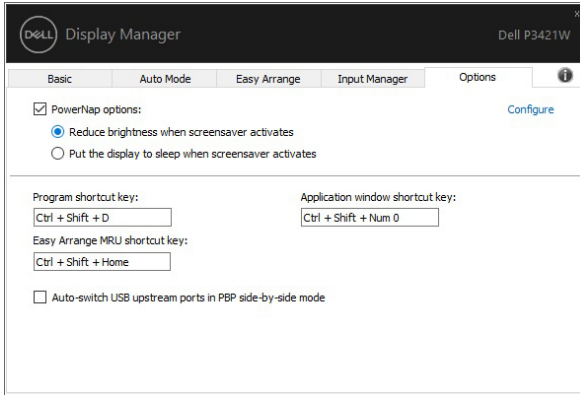 DELL Display Manager Dell P3421W
Basic Auto Mode Easy Arrange Input Manager Options
PowerNap options: Configure
Reduce brightness when screensaver activates
Put the display to sleep when screensaver activates
Program shortcut key: Application window shortcut key:
Ctrl + Shift + D Ctrl + Shift + Num 0
Easy Arrange MRU shortcut key:
Ctrl + Shift + Home
Auto-switch USB upstream ports in PBP side-by-side mode